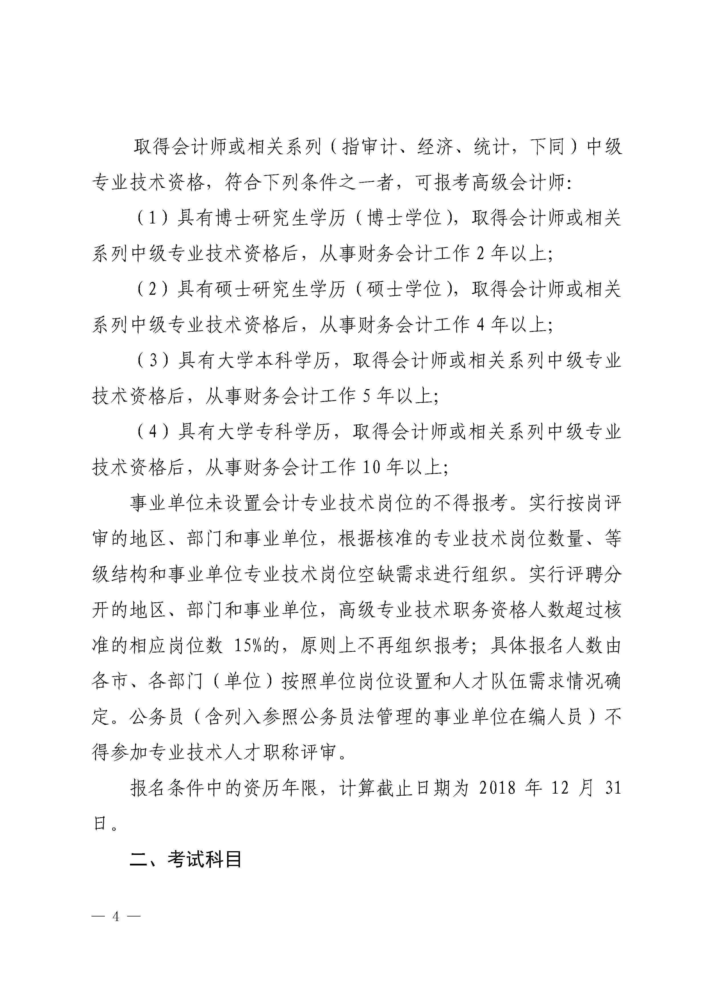 取得会计师或相关系列（指审计、经济、统计，下同）中级
专业技术资格，符合下列条件之一者，可报考高级会计师：
（1）具有博士研究生学历（博士学位），取得会计师或相关
系列中级专业技术资格后，从事财务会计工作 2 年以上；
（2）具有硕士研究生学历（硕士学位），取得会计师或相关
系列中级专业技术资格后，从事财务会计工作 4 年以上；
（3）具有大学本科学历，取得会计师或相关系列中级专业
技术资格后，从事财务会计工作 5 年以上；
（4）具有大学专科学历，取得会计师或相关系列中级专业
技术资格后，从事财务会计工作 10 年以上；
事业单位未设置会计专业技术岗位的不得报考。实行按岗评
审的地区、部门和事业单位，根据核准的专业技术岗位数量、等
级结构和事业单位专业技术岗位空缺需求进行组织。实行评聘分
开的地区、部门和事业单位，高级专业技术职务资格人数超过核
准的相应岗位数 15%的，原则上不再组织报考；具体报名人数由
各市、各部门（单位）按照单位岗位设置和人才队伍需求情况确
定。公务员（含列入参照公务员法管理的事业单位在编人员）不
得参加专业技术人才职称评审。
报名条件中的资历年限，计算截止日期为 2018 年 12 月 31
日。
二、考试科目
— 4 —